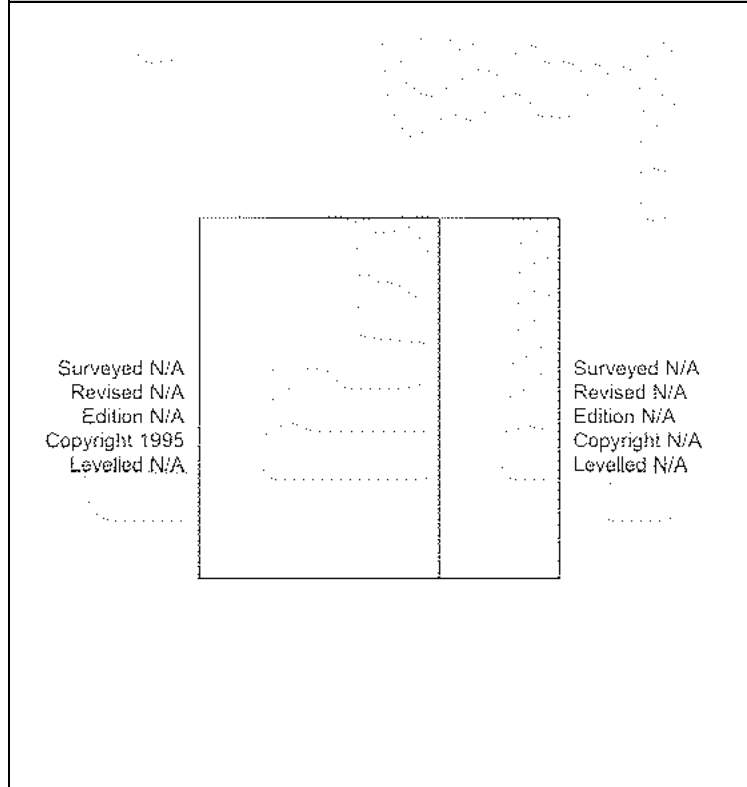 Surveyed N/A
Revised N/A
Edition N/A
Copyright 1995
Levelled N/A
Surveyed N/A
Revised N/A
Edition N/A
Copyright N/A
Levelled N/A